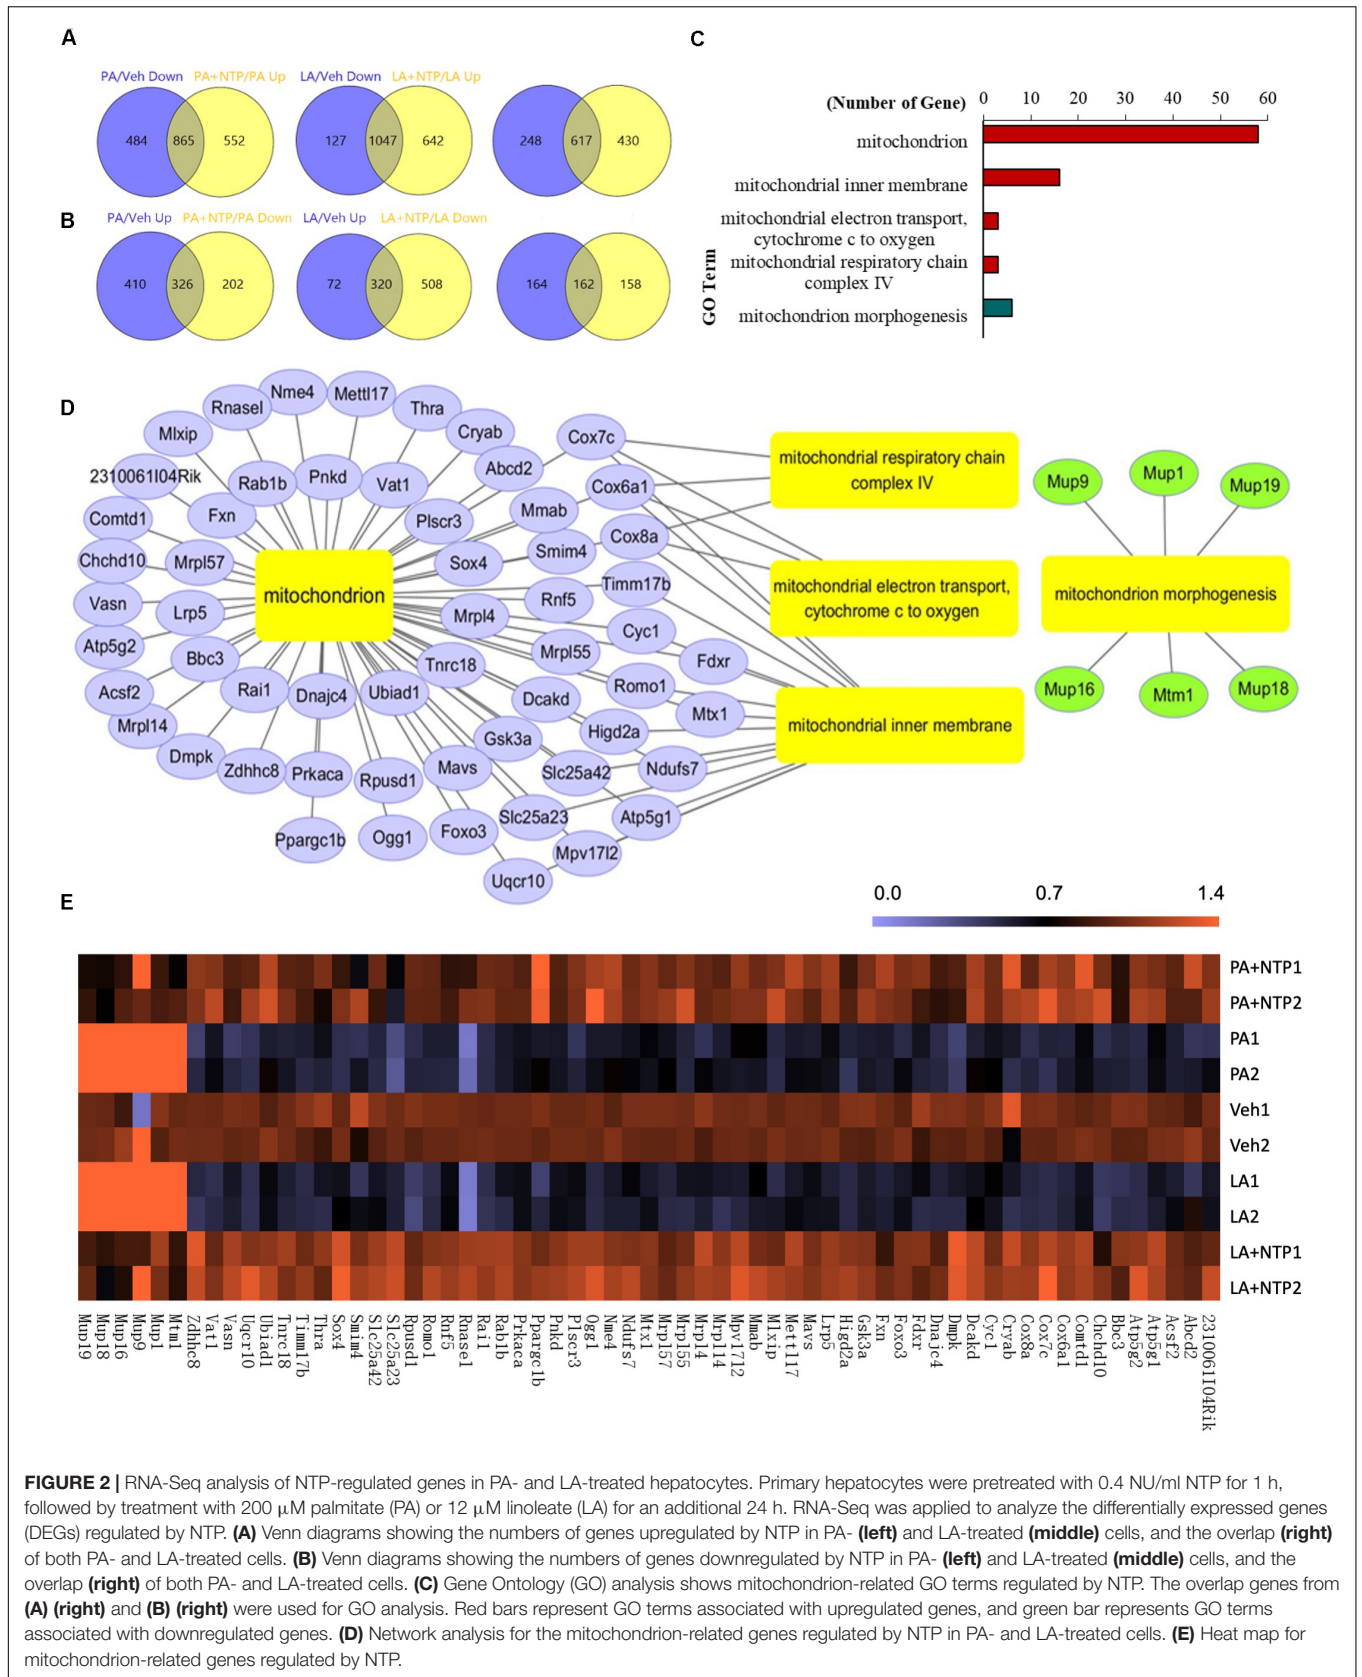 A
PA/Veh Down PA+NTP/PA Up LA/Veh Down LA+NTP/LA Up
484 865 552 127 1047 642 248 617 430
B
PA/Veh Up PA+NTP/PA Down LA/Veh Up LA+NTP/LA Down
410 326 202 72 320 508 164 162 158
C
(Number of Gene) 0 10 20 30 40 50 60
mitochondrion
mitochondrial inner membrane
mitochondrial electron transport,
cytochrome c to oxygen
mitochondrial respiratory chain
complex IV
mitochondrion morphogenesis
GO Term
D
Nme4
Mettl17
Rnasel
Thra
Mlxip
Cryab
Cox7c
2310061I04Rik
Rab1b
Pnkd
Vat1
Abcd2
Cox6a1
Comtd1
Fxn
Plscr3
Mmab
Cox8a
Chchd10
Mrpl57
Sox4
Smim4
Timm17b
Vasn
Lrp5
mitochondrion
Mrpl4
Rnf5
Cyc1
Atp5g2
Bbc3
Tnrc18
Mrpl55
Fdxr
Acsf2
Rai1
Dnajc4
Ubiad1
Dcakd
Romo1
Mtx1
Mrpl14
Gsk3a
Higd2a
Dmpk
Zdhhc8
Prkaca
Rpusd1
Mavs
Slc25a42
Ndufs7
Ppargc1b
Ogg1
Foxo3
Slc25a23
Atp5g1
Mpv17l2
Uqcr10
mitochondrial respiratory chain
complex IV
mitochondrial electron transport,
cytochrome c to oxygen
mitochondrial inner membrane
Mup9
Mup1
Mup19
mitochondrion morphogenesis
Mup16
Mtm1
Mup18
E
0.0 0.7 1.4
PA+NTP1
PA+NTP2
PA1
PA2
Veh1
Veh2
LA1
LA2
LA+NTP1
LA+NTP2
Mup19
Mup18
Mup16
Mup9
Mup1
Mtm1
Zdhhc8
Vat1
Vasn
Uqcr10
Ubiad1
Tnrc18
Timm17b
Thra
Sox4
Smim4
Slc25a42
Slc25a23
Rpusd1
Romo1
Rnf5
Rnasel
Rai1
Rab1b
Prkaca
Ppargc1b
Pnkd
Plscr3
Ogg1
Nme4
Ndufs7
Mtx1
Mrpl57
Mrpl55
Mrpl4
Mrpl14
Mpv17l2
Mmab
Mlxip
Mettl17
Mavs
Lrp5
Higd2a
Gsk3a
Fxn
Foxo3
Fdxr
Dnajc4
Dmpk
Dcakd
Cyc1
Cryab
Cox8a
Cox7c
Cox6a1
Comtd1
Chchd10
Bbc3
Atp5g2
Atp5g1
Acsf2
Abcd2
2310061I04Rik
FIGURE 2 | RNA-Seq analysis of NTP-regulated genes in PA- and LA-treated hepatocytes. Primary hepatocytes were pretreated with 0.4 NU/ml NTP for 1 h,
followed by treatment with 200 μM palmitate (PA) or 12 μM linoleate (LA) for an additional 24 h. RNA-Seq was applied to analyze the differentially expressed genes
(DEGs) regulated by NTP. (A) Venn diagrams showing the numbers of genes upregulated by NTP in PA- (left) and LA-treated (middle) cells, and the overlap (right)
of both PA- and LA-treated cells. (B) Venn diagrams showing the numbers of genes downregulated by NTP in PA- (left) and LA-treated (middle) cells, and the
overlap (right) of both PA- and LA-treated cells. (C) Gene Ontology (GO) analysis shows mitochondrion-related GO terms regulated by NTP. The overlap genes from
(A) (right) and (B) (right) were used for GO analysis. Red bars represent GO terms associated with upregulated genes, and green bar represents GO terms
associated with downregulated genes. (D) Network analysis for the mitochondrion-related genes regulated by NTP in PA- and LA-treated cells. (E) Heat map for
mitochondrion-related genes regulated by NTP.